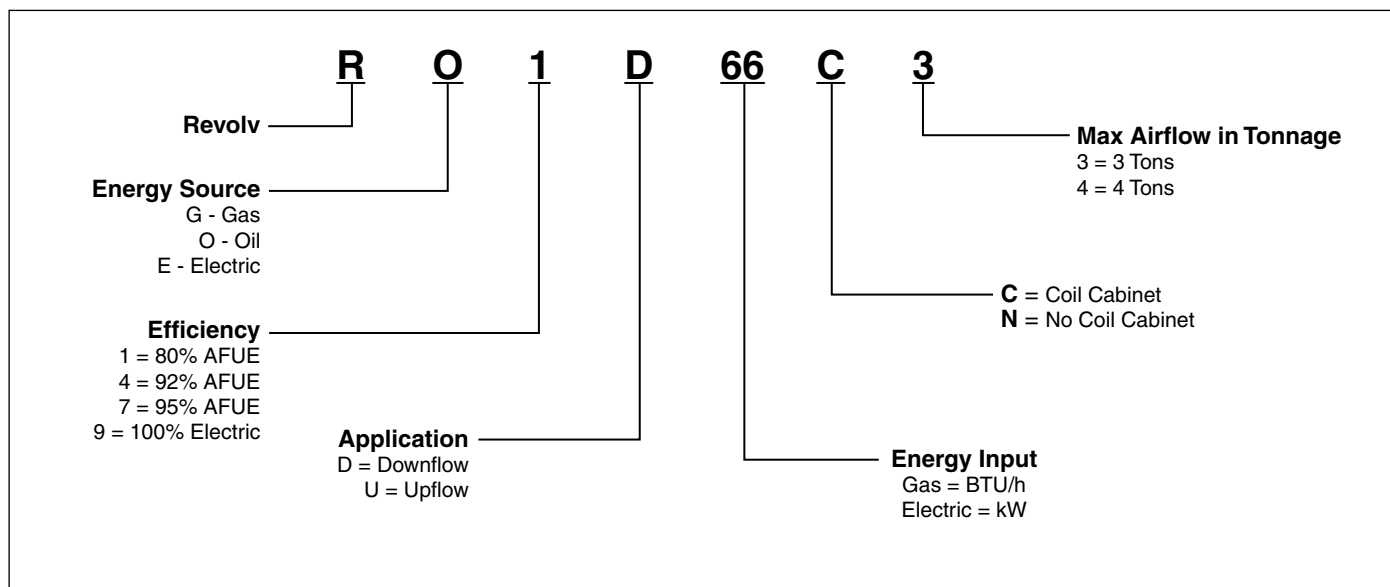 R O 1 D 66 C 3
Revolv
Max Airflow in Tonnage
3 = 3 Tons
4 = 4 Tons
Energy Source
G - Gas
O - Oil
E - Electric
C = Coil Cabinet
N = No Coil Cabinet
Efficiency
1 = 80% AFUE
4 = 92% AFUE
7 = 95% AFUE
9 = 100% Electric
Application
D = Downflow
U = Upflow
Energy Input
Gas = BTU/h
Electric = kW